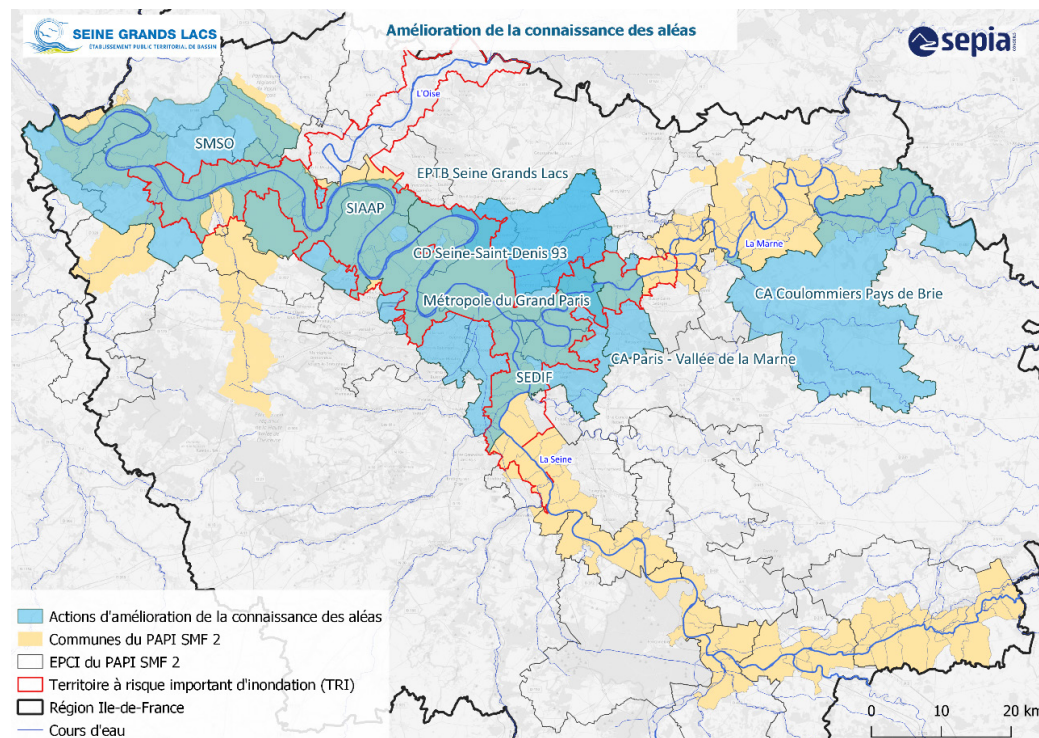 SEINE GRANDS LACS
ÉTABLISSEMENT PUBLIC TERRITORIAL DE BASSIN
Amélioration de la connaissance des aléas
sepia
L'Oise
SMSO
EPTB Seine Grands Lacs
SIAAP
La Marne
CD Seine-Saint-Denis 93
CA Coulommiers Pays de Brie
Métropole du Grand Paris
CA Paris - Vallée de la Marne
SEDIF
La Seine
Actions d'amélioration de la connaissance des aléas
Communes du PAPI SMF 2
EPCI du PAPI SMF 2
Territoire à risque important d'inondation (TRI)
Région Ile-de-France
Cours d'eau
0 10 20 km